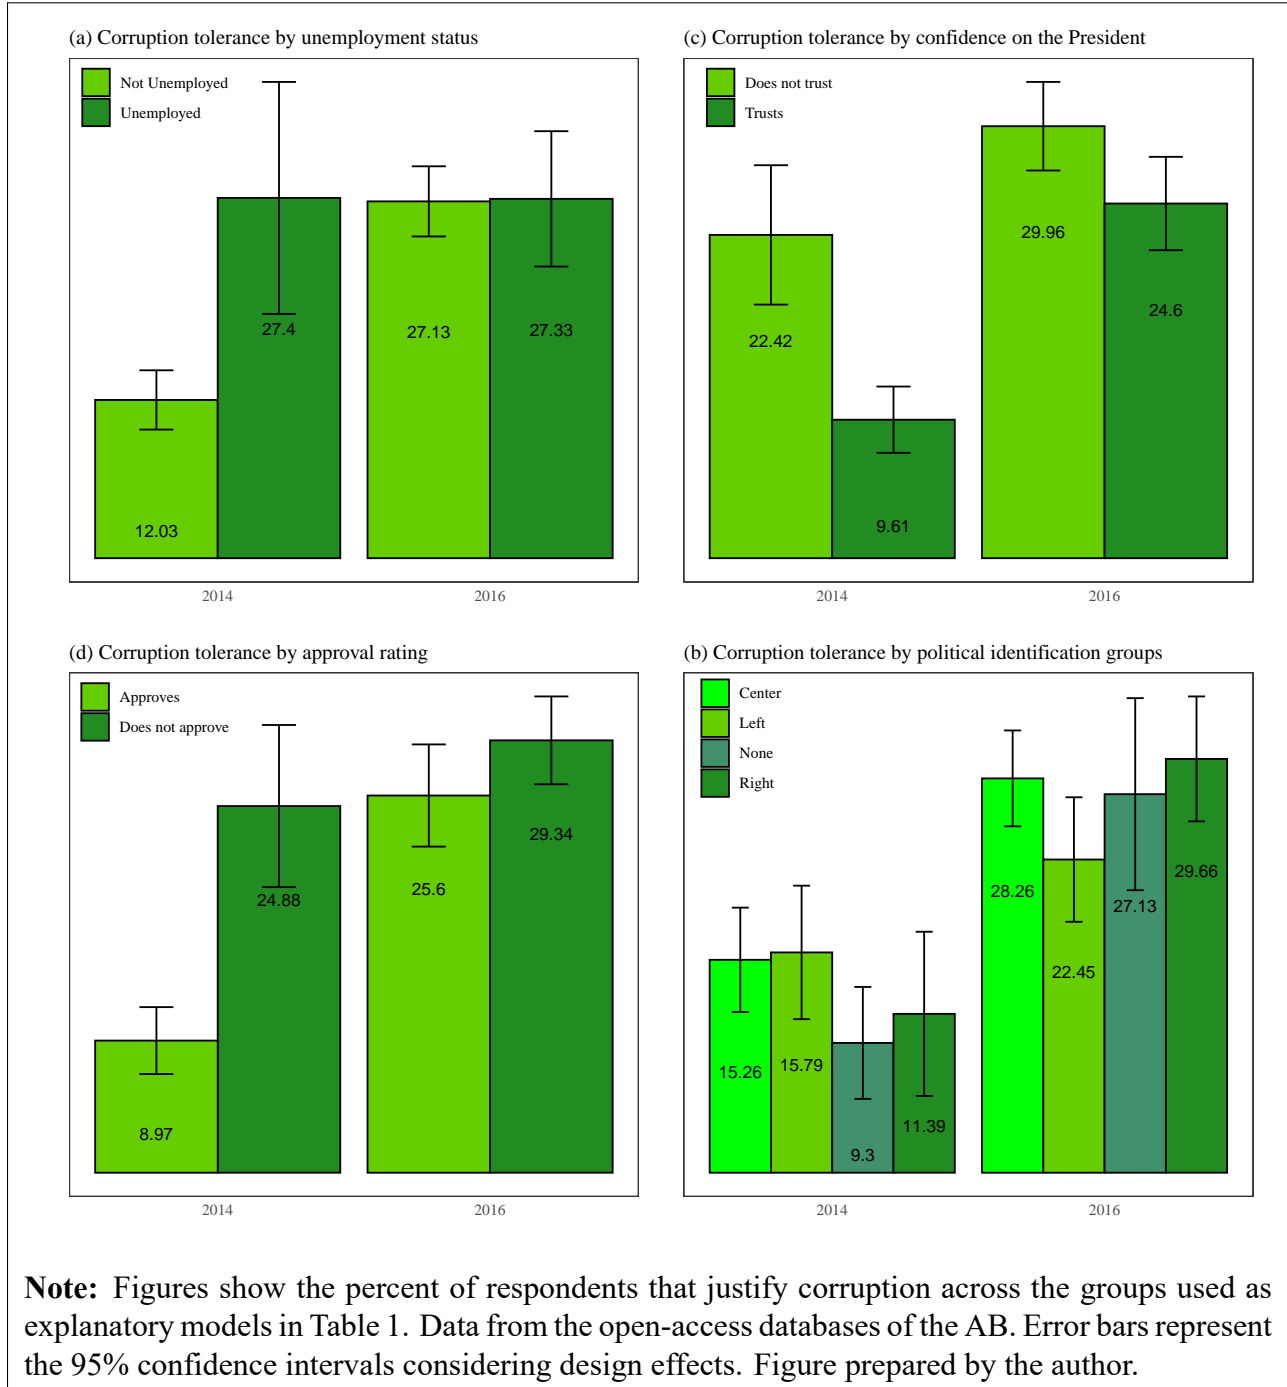 (a) Corruption tolerance by unemployment status
Not Unemployed
Unemployed
12.03
27.4
27.13
27.33
2014
2016
(c) Corruption tolerance by confidence on the President
Does not trust
Trusts
22.42
9.61
29.96
24.6
2014
2016
(d) Corruption tolerance by approval rating
Approves
Does not approve
8.97
24.88
25.6
29.34
2014
2016
(b) Corruption tolerance by political identification groups
Center
Left
None
Right
15.26
15.79
9.3
11.39
28.26
22.45
27.13
29.66
2014
2016
Note: Figures show the percent of respondents that justify corruption across the groups used as
explanatory models in Table 1. Data from the open-access databases of the AB. Error bars represent
the 95% confidence intervals considering design effects. Figure prepared by the author.